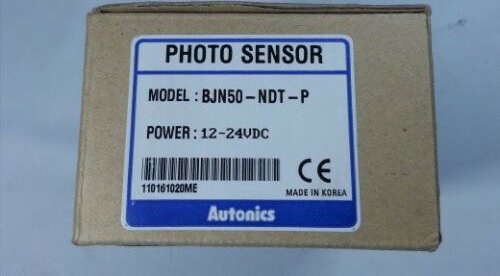 PHOTO SENSOR
MODEL : BJN50-NDT-P
POWER : 12-24VDC
CE
110161020ME
MADE IN KOREA
Autonics